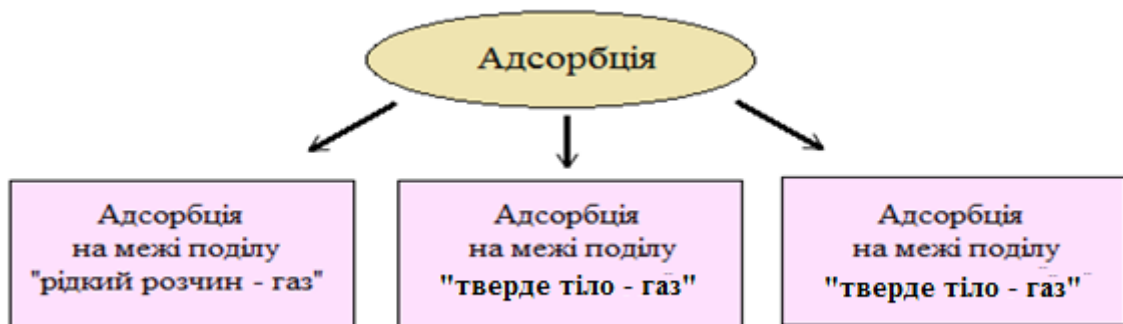 Адсорбція
Адсорбція
на межі поділу
"рідкий розчин - газ"
Адсорбція
на межі поділу
"тверде тіло - газ"
Адсорбція
на межі поділу
"тверде тіло - газ"